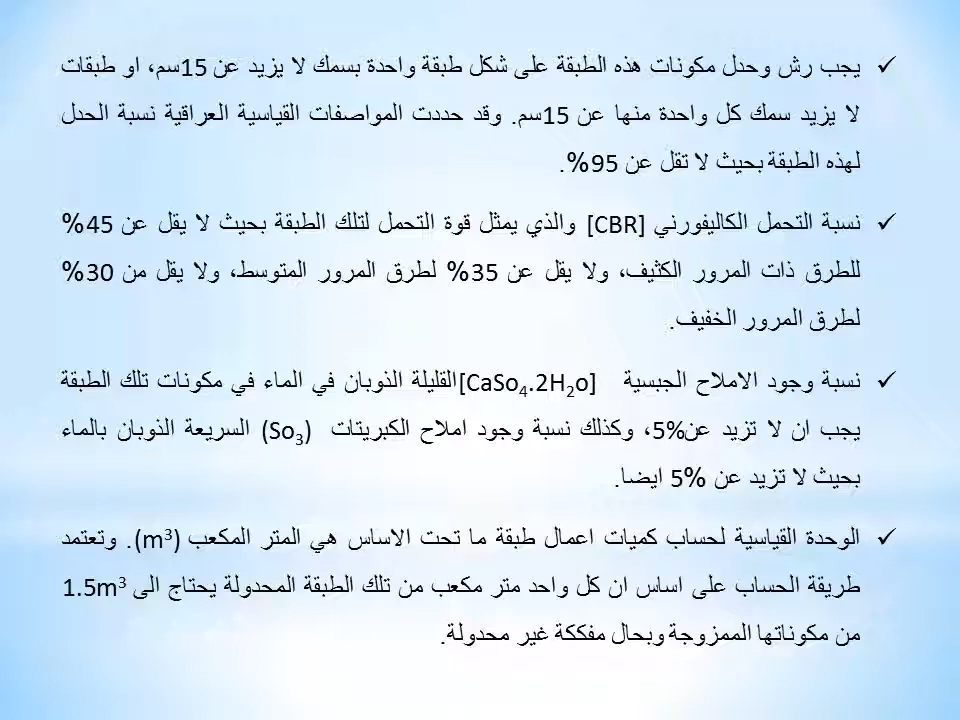 ✓ يجب رش وحدل مكونات هذه الطبقة على شكل طبقة واحدة بسمك لا يزيد عن 15سم، او طبقات
لا يزيد سمك كل واحدة منها عن 15سم. وقد حددت المواصفات القياسية العراقية نسبة الحدل
لهذه الطبقة بحيث لا تقل عن 95%.
✓ نسبة التحمل الكاليفورني [CBR] والذي يمثل قوة التحمل لتلك الطبقة بحيث لا يقل عن 45%
للطرق ذات المرور الكثيف، ولا يقل عن 35% لطرق المرور المتوسط، ولا يقل من 30%
لطرق المرور الخفيف.
✓ نسبة وجود الاملاح الجبسية [CaSo₄.2H₂o] القليلة الذوبان في الماء في مكونات تلك الطبقة
يجب ان لا تزيد عن5%، وكذلك نسبة وجود املاح الكبريتات (So₃) السريعة الذوبان بالماء
بحيث لا تزيد عن 5% ايضا.
✓ الوحدة القياسية لحساب كميات اعمال طبقة ما تحت الاساس هي المتر المكعب (m³). وتعتمد
طريقة الحساب على اساس ان كل واحد متر مكعب من تلك الطبقة المحدولة يحتاج الى 1.5m³
من مكوناتها الممزوجة وبحال مفككة غير محدولة.